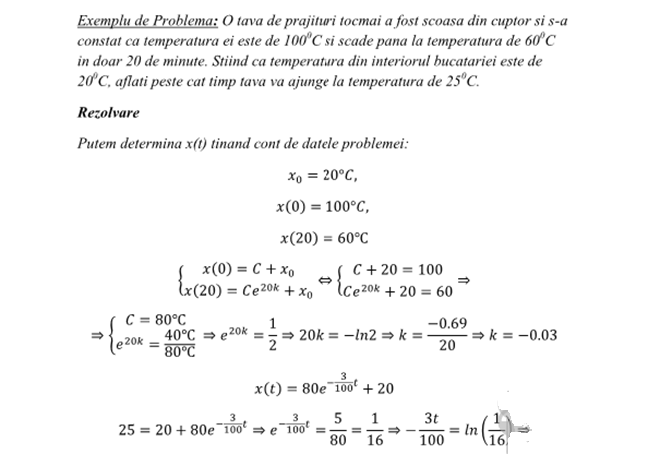 Exemplu de Problema: O tava de prajituri tocmai a fost scoasa din cuptor si s-a
constat ca temperatura ei este de 100⁰C si scade pana la temperatura de 60⁰C
in doar 20 de minute. Stiind ca temperatura din interiorul bucatariei este de
20⁰C, aflati peste cat timp tava va ajunge la temperatura de 25⁰C.
Rezolvare
Putem determina x(t) tinand cont de datele problemei:
x₀ = 20°C,
x(0) = 100°C,
x(20) = 60°C
{ x(0) = C + x₀ ; x(20) = Ce^{20k} + x₀ ⇔ { C + 20 = 100 ; Ce^{20k} + 20 = 60 ⇒
⇒ { C = 80°C ; e^{20k} = 40°C/80°C ⇒ e^{20k} = 1/2 ⇒ 20k = −ln2 ⇒ k = −0.69/20 ⇒ k = −0.03
x(t) = 80e^{−3/100 t} + 20
25 = 20 + 80e^{−3/100 t} ⇒ e^{−3/100 t} = 5/80 = 1/16 ⇒ −3t/100 = ln(1/16) ⇒